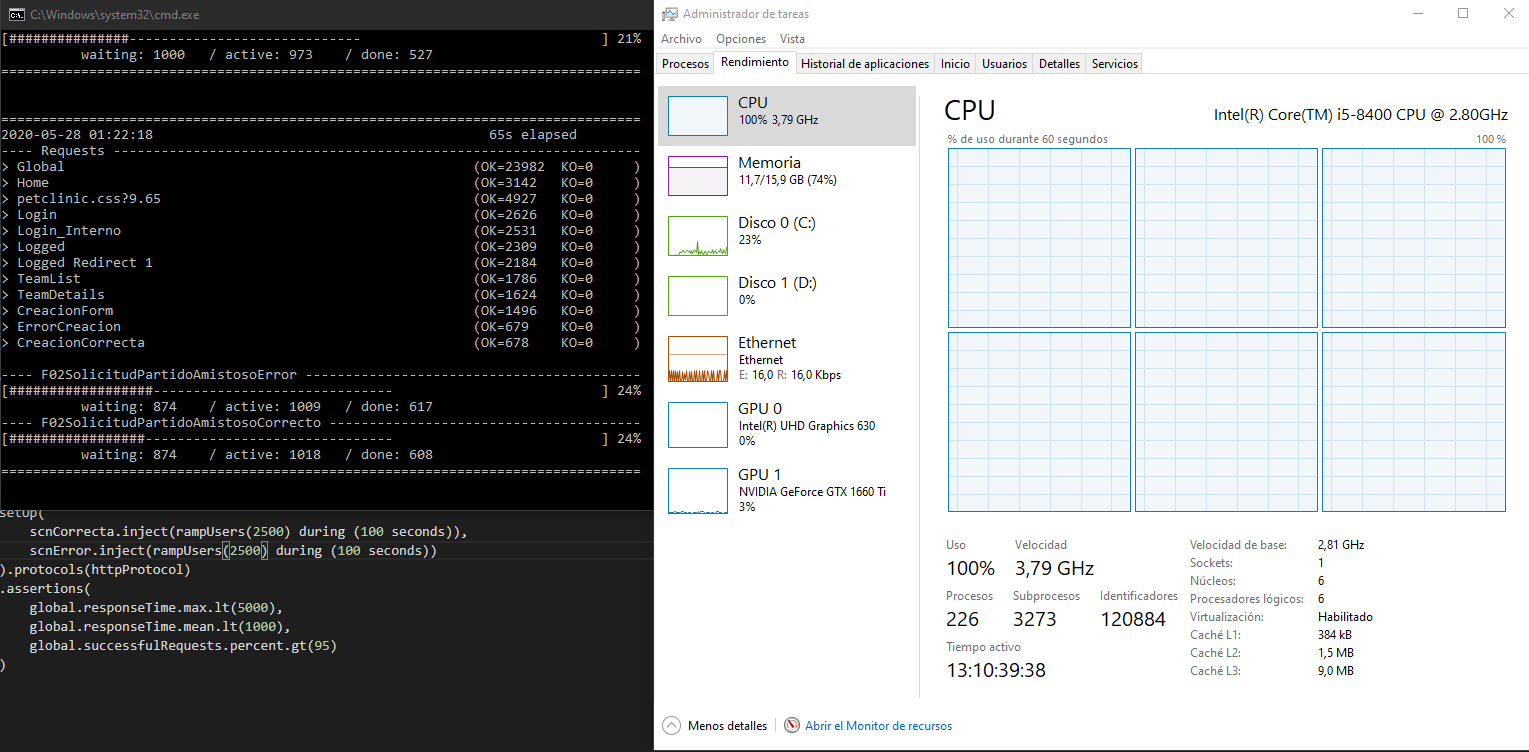 C:\Windows\system32\cmd.exe
[###############----------------------------- ] 21%
waiting: 1000 / active: 973 / done: 527
================================================================================
================================================================================
2020-05-28 01:22:18 65s elapsed
---- Requests ------------------------------------------------------------------
> Global (OK=23982 KO=0 )
> Home (OK=3142 KO=0 )
> petclinic.css?9.65 (OK=4927 KO=0 )
> Login (OK=2626 KO=0 )
> Login_Interno (OK=2531 KO=0 )
> Logged (OK=2309 KO=0 )
> Logged Redirect 1 (OK=2184 KO=0 )
> TeamList (OK=1786 KO=0 )
> TeamDetails (OK=1624 KO=0 )
> CreacionForm (OK=1496 KO=0 )
> ErrorCreacion (OK=679 KO=0 )
> CreacionCorrecta (OK=678 KO=0 )
---- F02SolicitudPartidoAmistosoError ------------------------------------------
[##################------------------------------ ] 24%
waiting: 874 / active: 1009 / done: 617
---- F02SolicitudPartidoAmistosoCorrecto ---------------------------------------
[#################------------------------------- ] 24%
waiting: 874 / active: 1018 / done: 608
================================================================================
setUp(
scnCorrecta.inject(rampUsers(2500) during (100 seconds)),
scnError.inject(rampUsers(2500) during (100 seconds))
).protocols(httpProtocol)
.assertions(
global.responseTime.max.lt(5000),
global.responseTime.mean.lt(1000),
global.successfulRequests.percent.gt(95)
)
Administrador de tareas
Archivo Opciones Vista
Procesos Rendimiento Historial de aplicaciones Inicio Usuarios Detalles Servicios
CPU
100% 3,79 GHz
Memoria
11,7/15,9 GB (74%)
Disco 0 (C:)
23%
Disco 1 (D:)
0%
Ethernet
Ethernet
E: 16,0 R: 16,0 Kbps
GPU 0
Intel(R) UHD Graphics 630
0%
GPU 1
NVIDIA GeForce GTX 1660 Ti
3%
CPU Intel(R) Core(TM) i5-8400 CPU @ 2.80GHz
% de uso durante 60 segundos 100 %
Uso Velocidad
100% 3,79 GHz
Procesos Subprocesos Identificadores
226 3273 120884
Tiempo activo
13:10:39:38
Velocidad de base: 2,81 GHz
Sockets: 1
Núcleos: 6
Procesadores lógicos: 6
Virtualización: Habilitado
Caché L1: 384 kB
Caché L2: 1,5 MB
Caché L3: 9,0 MB
Menos detalles Abrir el Monitor de recursos